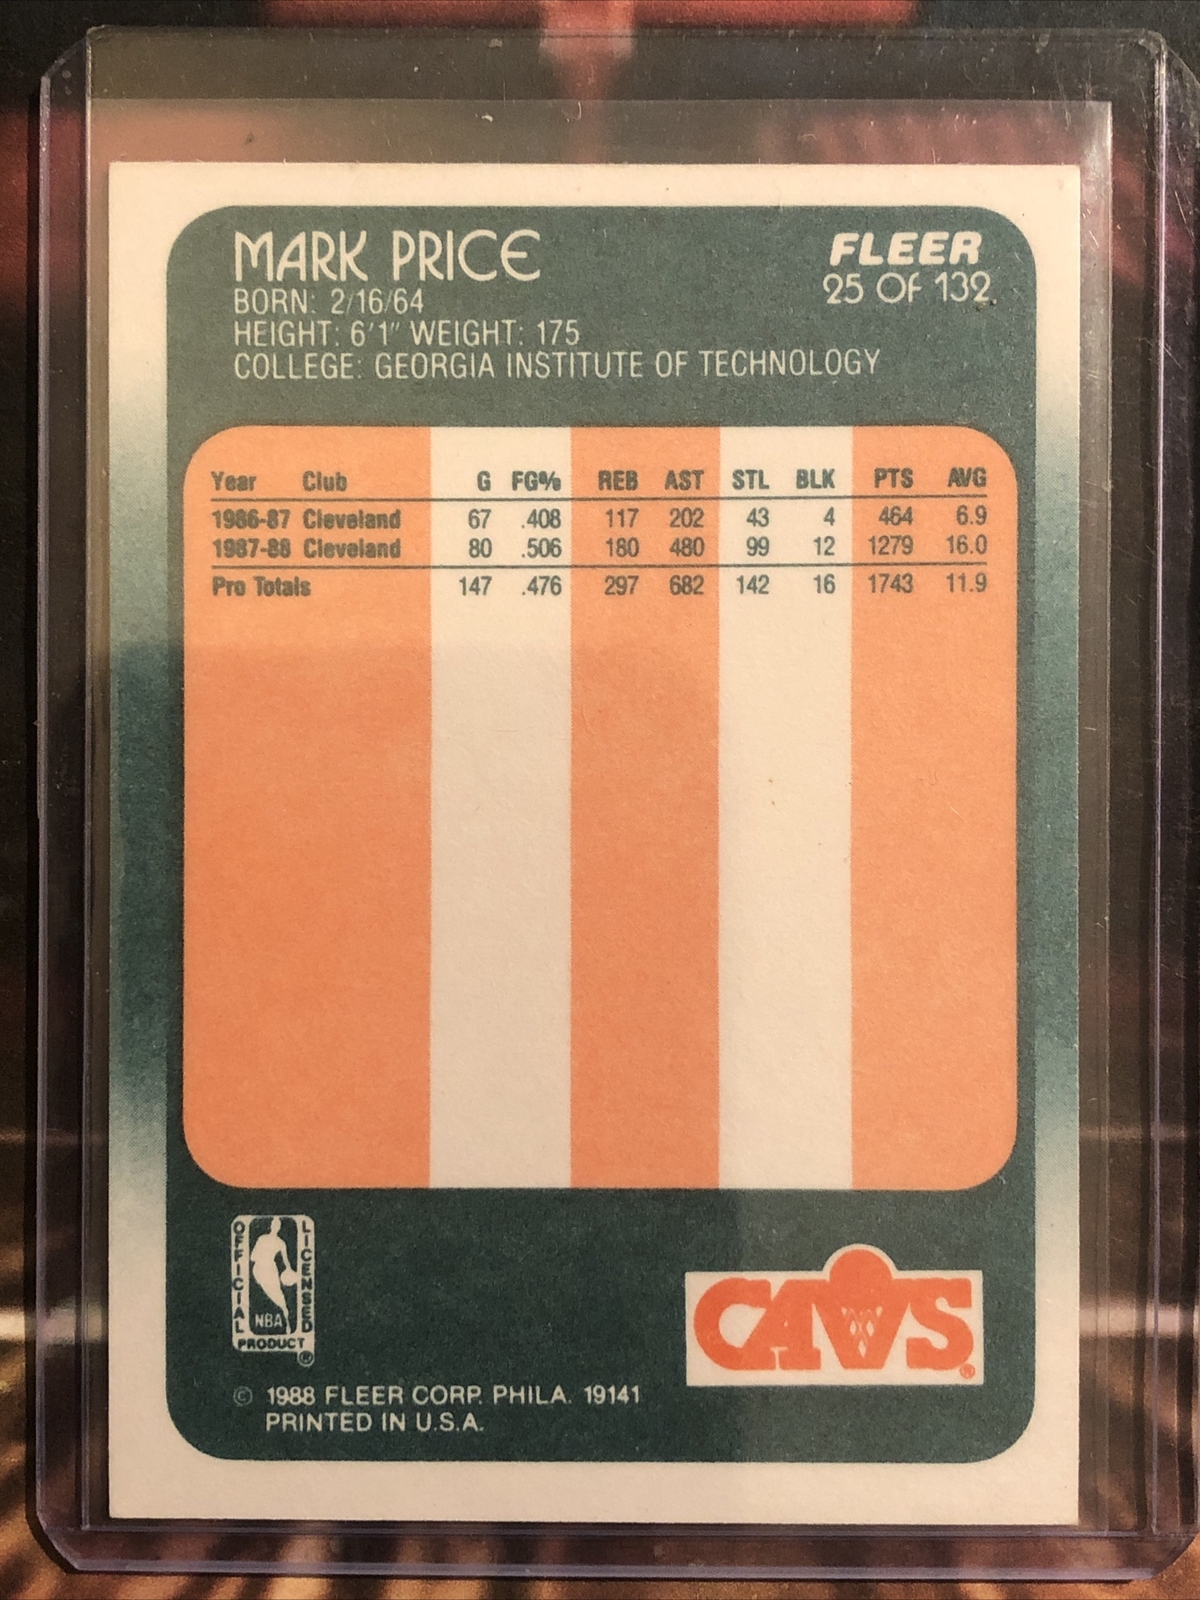 MARK PRICE
BORN: 2/16/64
HEIGHT: 6'1" WEIGHT: 175
COLLEGE: GEORGIA INSTITUTE OF TECHNOLOGY
FLEER
25 OF 132
Year Club G FG% REB AST STL BLK PTS AVG
1986-87 Cleveland 67 .408 117 202 43 4 464 6.9
1987-88 Cleveland 80 .506 180 480 99 12 1279 16.0
Pro Totals 147 .476 297 682 142 16 1743 11.9
OFFICIAL
LICENSED
NBA
PRODUCT
®
CAVS
®
© 1988 FLEER CORP. PHILA. 19141
PRINTED IN U.S.A.